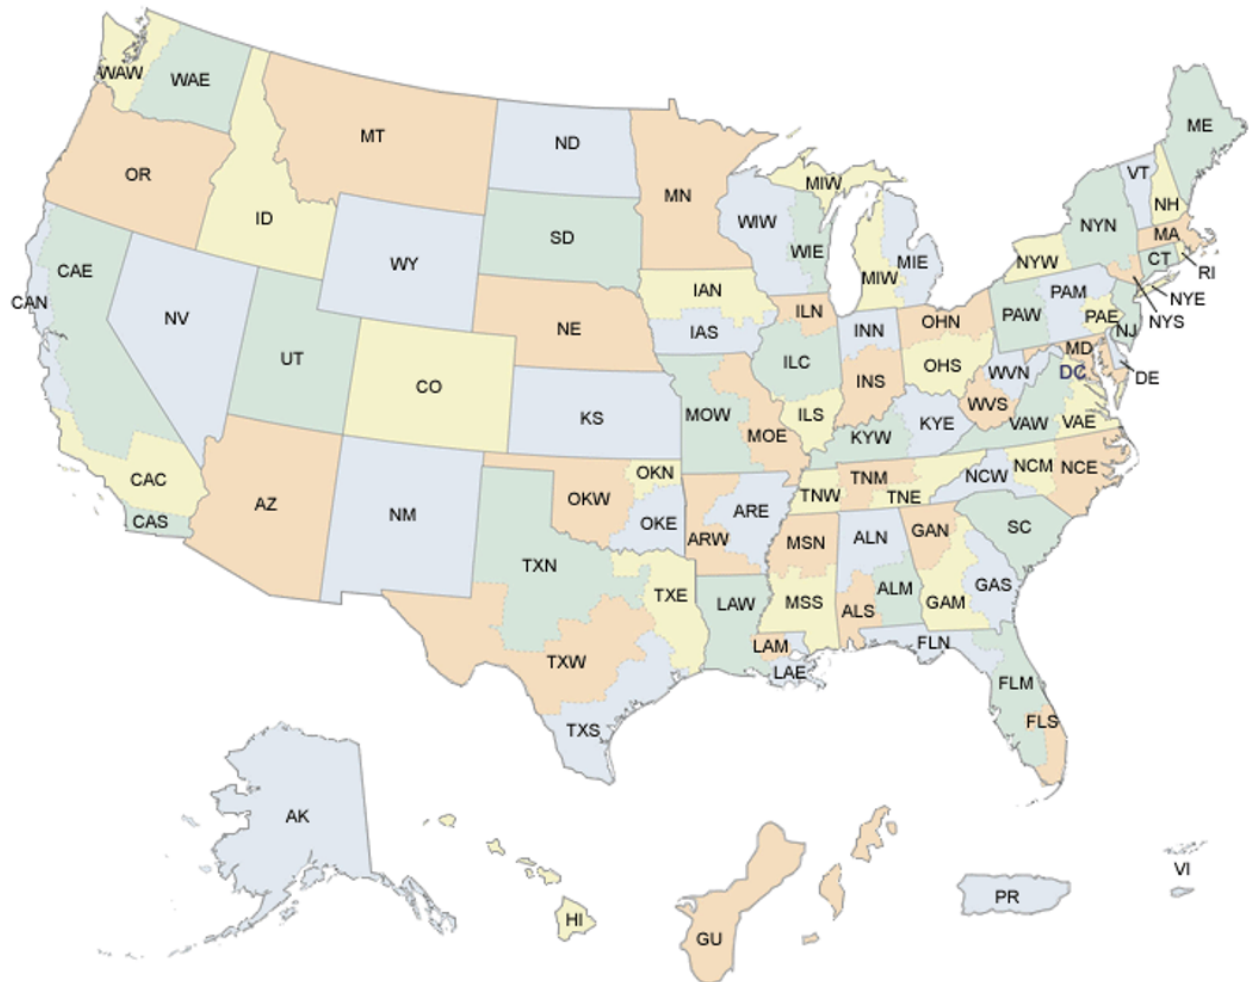 WAW
WAE
MT
ND
ME
OR
MN
MIW
VT
ID
SD
WIW
NH
NYN
MA
CAE
WY
WIE
MIE
NYW
CT
RI
CAN
NV
IAN
MIW
PAM
NYE
NE
IAS
ILN
INN
OHN
PAW
PAE
NYS
NJ
UT
CO
ILC
OHS
MD
WVN
DC
DE
KS
INS
MOW
ILS
WVS
KYE
VAW
VAE
MOE
KYW
CAC
OKN
TNM
NCW
NCM
NCE
AZ
OKW
TNW
TNE
CAS
NM
OKE
ARE
ARW
MSN
ALN
GAN
SC
TXN
TXE
LAW
MSS
ALS
ALM
GAM
GAS
LAM
FLN
TXW
LAE
FLM
TXS
FLS
AK
HI
GU
PR
VI